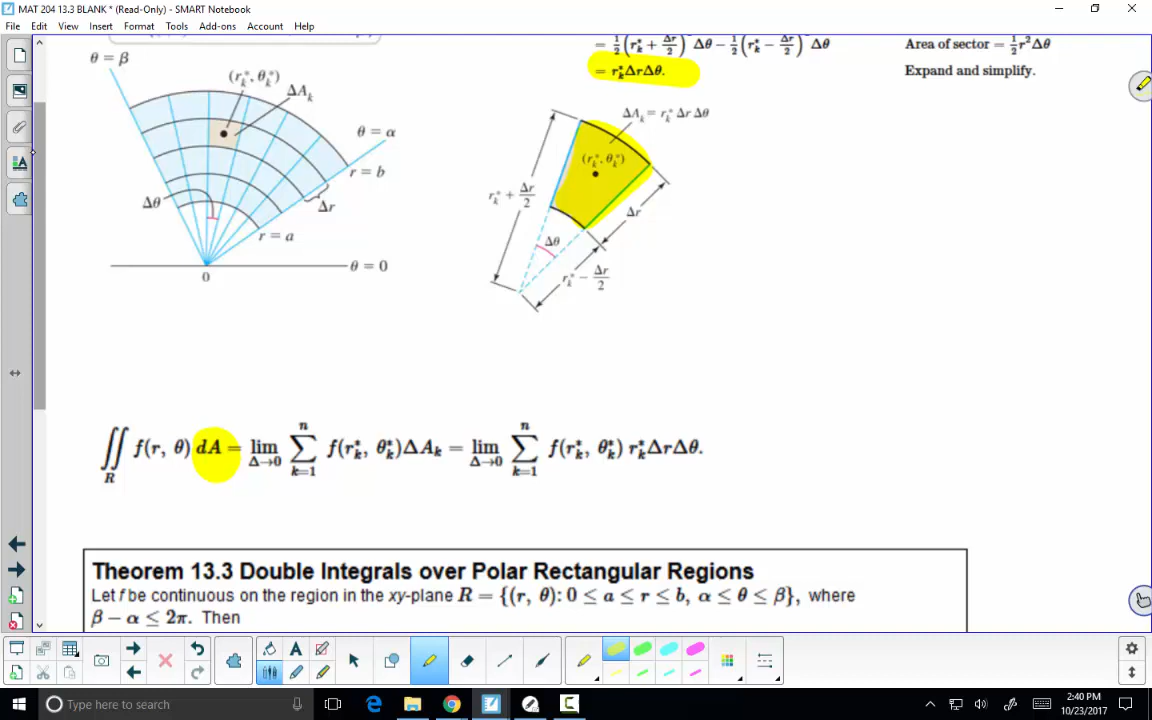 MAT 204 13.3 BLANK * (Read-Only) - SMART Notebook
File Edit View Insert Format Tools Add-ons Account Help
= ½(r*ₖ + Δr/2)² Δθ − ½(r*ₖ − Δr/2)² Δθ
Area of sector = ½r²Δθ
= r*ₖΔrΔθ.
Expand and simplify.
θ = β
(r*ₖ, θ*ₖ)
ΔAₖ
θ = α
r = b
Δθ
Δr
r = a
θ = 0
0
ΔAₖ = r*ₖ Δr Δθ
(r*ₖ, θ*ₖ)
r*ₖ + Δr/2
Δr
Δθ
r*ₖ − Δr/2
∬_R f(r, θ) dA = lim_{Δ→0} ∑_{k=1}^{n} f(r*ₖ, θ*ₖ)ΔAₖ = lim_{Δ→0} ∑_{k=1}^{n} f(r*ₖ, θ*ₖ) r*ₖΔrΔθ.
Theorem 13.3 Double Integrals over Polar Rectangular Regions
Let f be continuous on the region in the xy-plane R = {(r, θ): 0 ≤ a ≤ r ≤ b, α ≤ θ ≤ β}, where
β − α ≤ 2π. Then
Type here to search
2:40 PM
10/23/2017